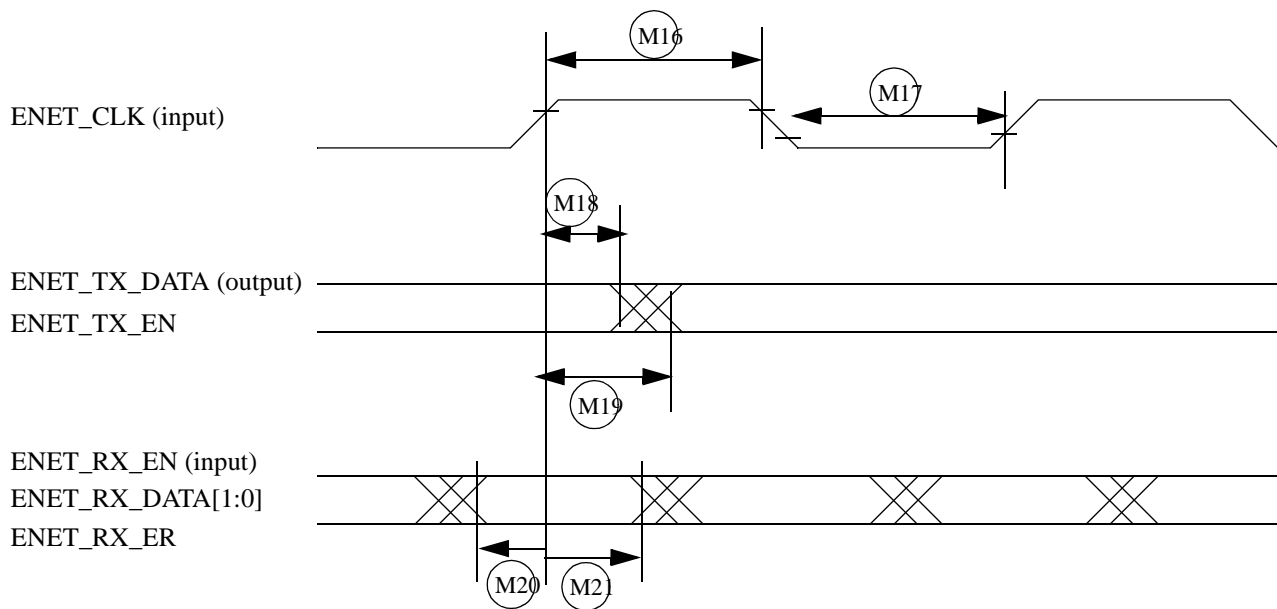 M16
ENET_CLK (input)
M17
M18
ENET_TX_DATA (output)
ENET_TX_EN
M19
ENET_RX_EN (input)
ENET_RX_DATA[1:0]
ENET_RX_ER
M20
M21